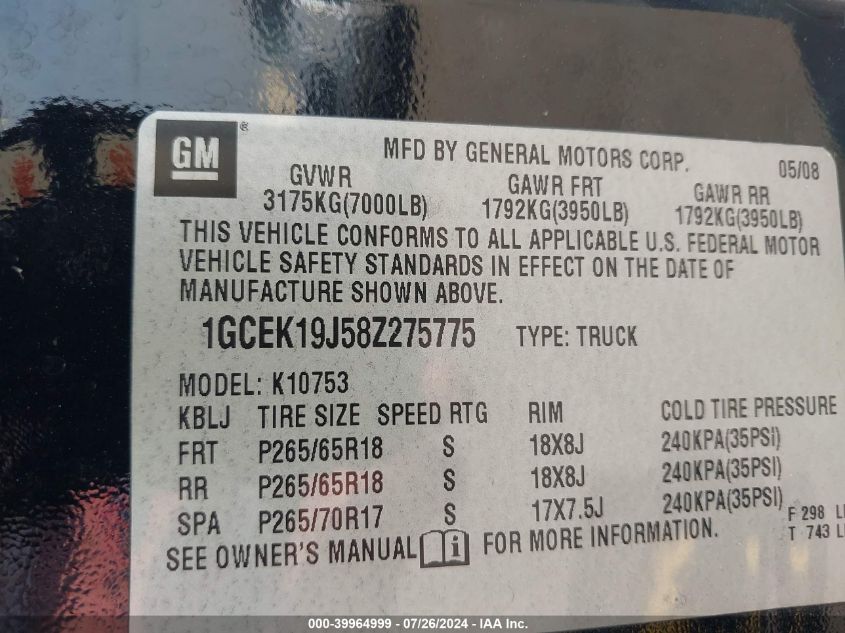 GM ®
MFD BY GENERAL MOTORS CORP. 05/08
GVWR GAWR FRT GAWR RR
3175KG(7000LB) 1792KG(3950LB) 1792KG(3950LB)
THIS VEHICLE CONFORMS TO ALL APPLICABLE U.S. FEDERAL MOTOR
VEHICLE SAFETY STANDARDS IN EFFECT ON THE DATE OF
MANUFACTURE SHOWN ABOVE.
1GCEK19J58Z275775 TYPE: TRUCK
MODEL: K10753
KBLJ TIRE SIZE SPEED RTG RIM COLD TIRE PRESSURE
FRT P265/65R18 S 18X8J 240KPA(35PSI)
RR P265/65R18 S 18X8J 240KPA(35PSI)
SPA P265/70R17 S 17X7.5J 240KPA(35PSI) F 298
SEE OWNER'S MANUAL i FOR MORE INFORMATION. T 743
000-39964999 - 07/26/2024 - IAA Inc.